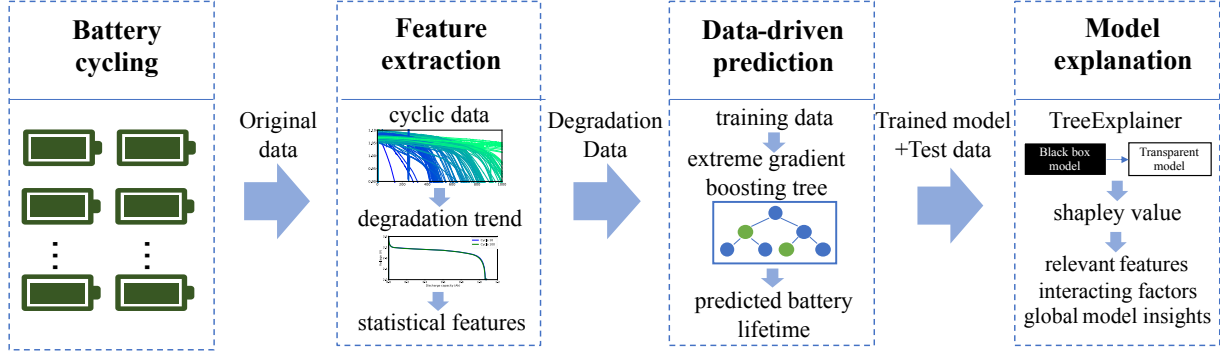 Battery
cycling
Original
data
Feature
extraction
cyclic data
degradation trend
statistical features
Degradation
Data
Data-driven
prediction
training data
extreme gradient
boosting tree
predicted battery
lifetime
Trained model
+Test data
Model
explanation
TreeExplainer
Black box
model
Transparent
model
shapley value
relevant features
interacting factors
global model insights